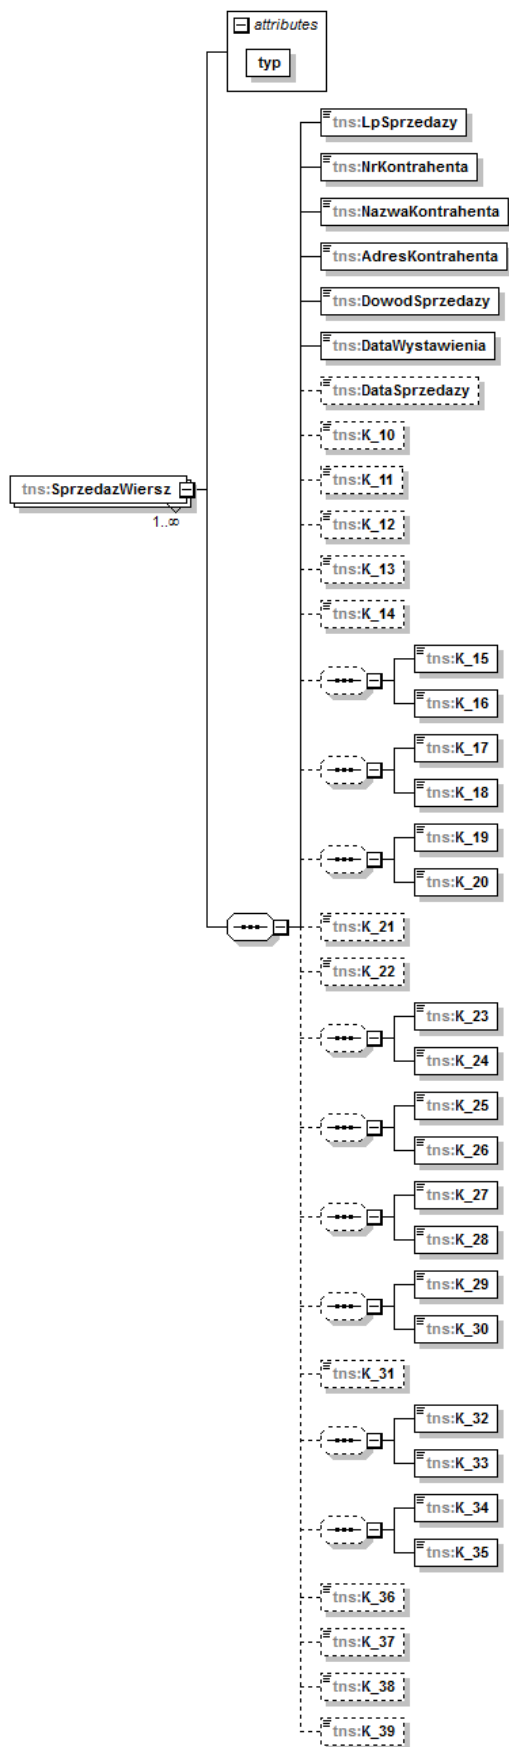 attributes
typ
tns:LpSprzedazy
tns:NrKontrahenta
tns:NazwaKontrahenta
tns:AdresKontrahenta
tns:DowodSprzedazy
tns:DataWystawienia
tns:DataSprzedazy
tns:K_10
tns:K_11
tns:SprzedazWiersz
1..∞
tns:K_12
tns:K_13
tns:K_14
tns:K_15
tns:K_16
tns:K_17
tns:K_18
tns:K_19
tns:K_20
tns:K_21
tns:K_22
tns:K_23
tns:K_24
tns:K_25
tns:K_26
tns:K_27
tns:K_28
tns:K_29
tns:K_30
tns:K_31
tns:K_32
tns:K_33
tns:K_34
tns:K_35
tns:K_36
tns:K_37
tns:K_38
tns:K_39